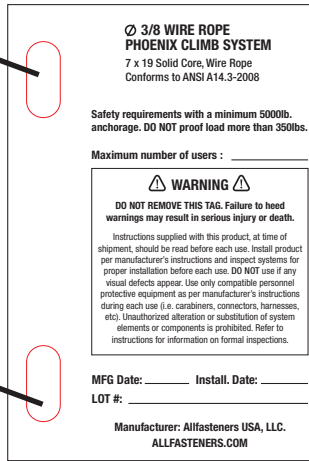 Ø 3/8 WIRE ROPE
PHOENIX CLIMB SYSTEM
7 x 19 Solid Core, Wire Rope
Conforms to ANSI A14.3-2008
Safety requirements with a minimum 5000lb.
anchorage. DO NOT proof load more than 350lbs.
Maximum number of users : ___________
⚠ WARNING ⚠
DO NOT REMOVE THIS TAG. Failure to heed
warnings may result in serious injury or death.
Instructions supplied with this product, at time of
shipment, should be read before each use. Install product
per manufacturer's instructions and inspect systems for
proper installation before each use. DO NOT use if any
visual defects appear. Use only compatible personnel
protective equipment as per manufacturer's instructions
during each use (i.e. carabiners, connectors, harnesses,
etc). Unauthorized alteration or substitution of system
elements or components is prohibited. Refer to
instructions for information on formal inspections.
MFG Date: ______ Install. Date: ______
LOT #: ______________________
Manufacturer: Allfasteners USA, LLC.
ALLFASTENERS.COM